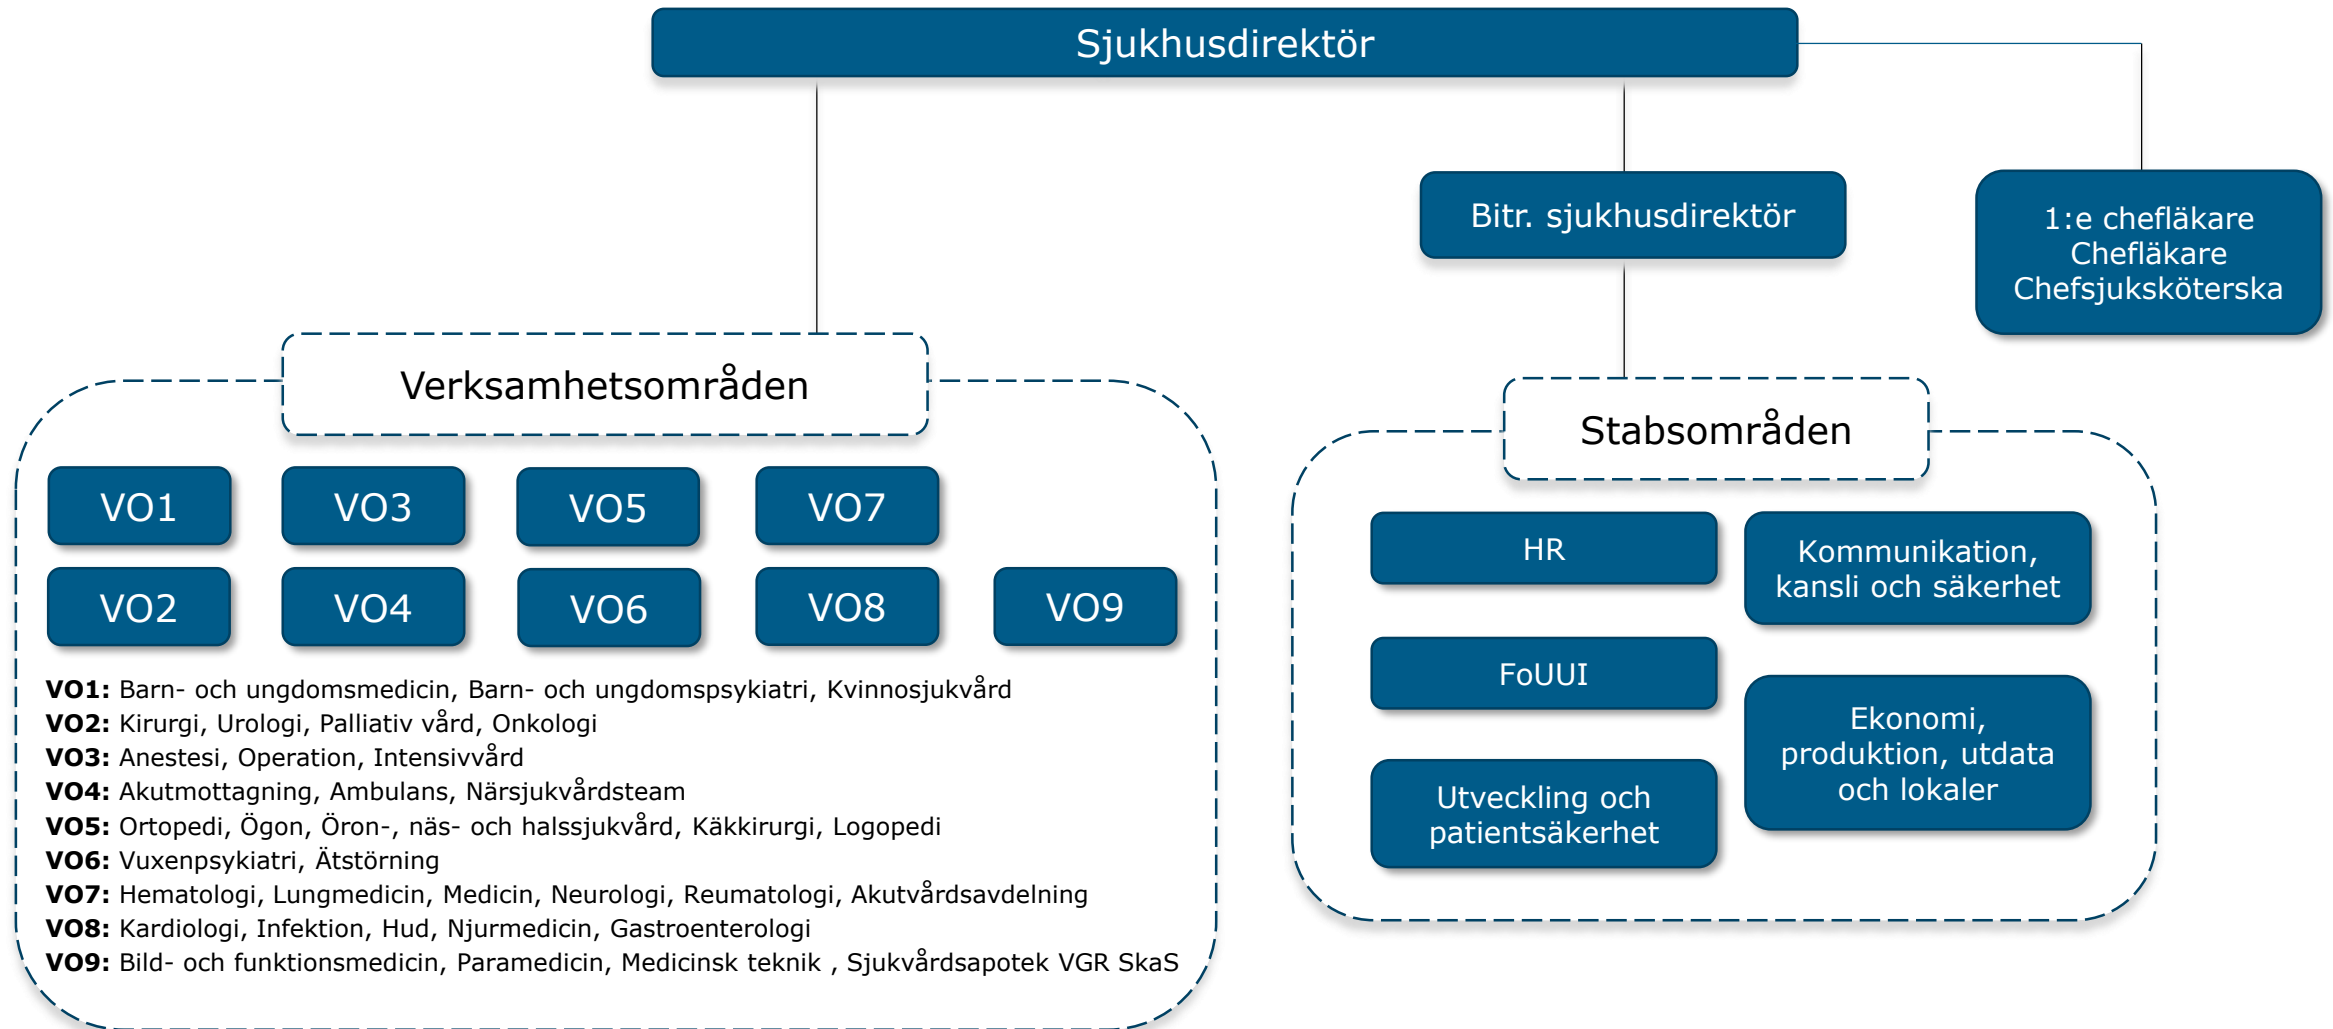 Sjukhusdirektör
Bitr. sjukhusdirektör
1:e chefläkare
Chefläkare
Chefsjuksköterska
Verksamhetsområden
VO1
VO3
VO5
VO7
VO2
VO4
VO6
VO8
VO9
VO1: Barn- och ungdomsmedicin, Barn- och ungdomspsykiatri, Kvinnosjukvård
VO2: Kirurgi, Urologi, Palliativ vård, Onkologi
VO3: Anestesi, Operation, Intensivvård
VO4: Akutmottagning, Ambulans, Närsjukvårdsteam
VO5: Ortopedi, Ögon, Öron-, näs- och halssjukvård, Käkkirurgi, Logopedi
VO6: Vuxenpsykiatri, Ätstörning
VO7: Hematologi, Lungmedicin, Medicin, Neurologi, Reumatologi, Akutvårdsavdelning
VO8: Kardiologi, Infektion, Hud, Njurmedicin, Gastroenterologi
VO9: Bild- och funktionsmedicin, Paramedicin, Medicinsk teknik , Sjukvårdsapotek VGR SkaS
Stabsområden
HR
Kommunikation,
kansli och säkerhet
FoUUI
Ekonomi,
produktion, utdata
och lokaler
Utveckling och
patientsäkerhet